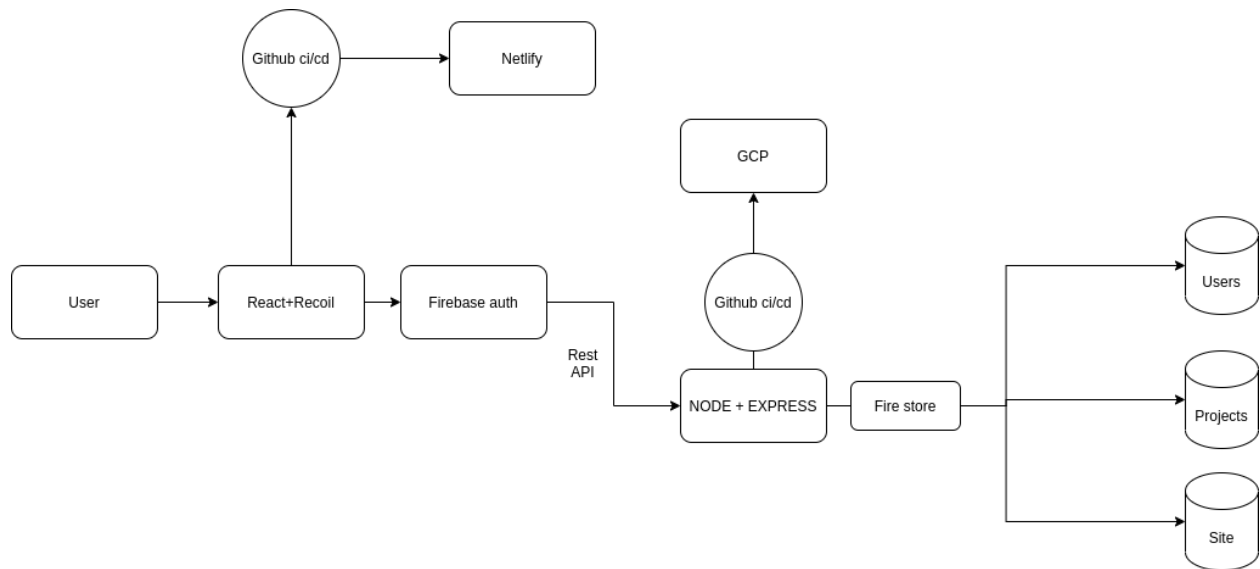 Github ci/cd
Netlify
GCP
User
React+Recoil
Firebase auth
Github ci/cd
Users
Rest
API
NODE + EXPRESS
Fire store
Projects
Site